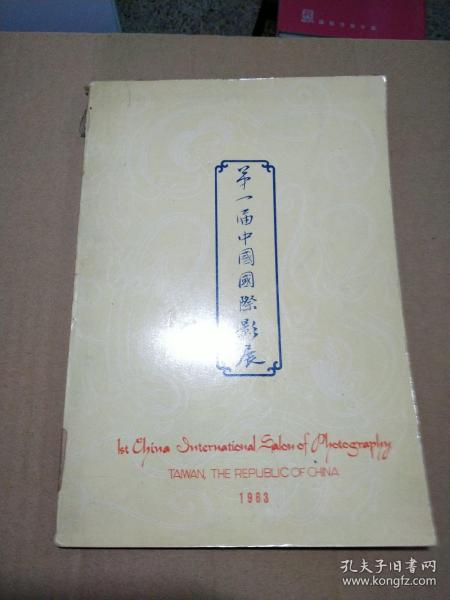 第一届中國國際影展
1st China International Salon of Photography
TAIWAN, THE REPUBLIC OF CHINA
1963
孔夫子旧书网
www.kongfz.com